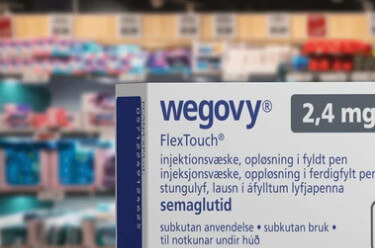 wegovy®
2,4 mg
FlexTouch®
injektionsvæske, opløsning i fyldt pen
injeksjonsvæske, oppløsning i ferdigfylt pen
stungulyf, lausn í áfylltum lyfjapenna
semaglutid
subkutan anvendelse • subkutan bruk •
til notkunar undir húð